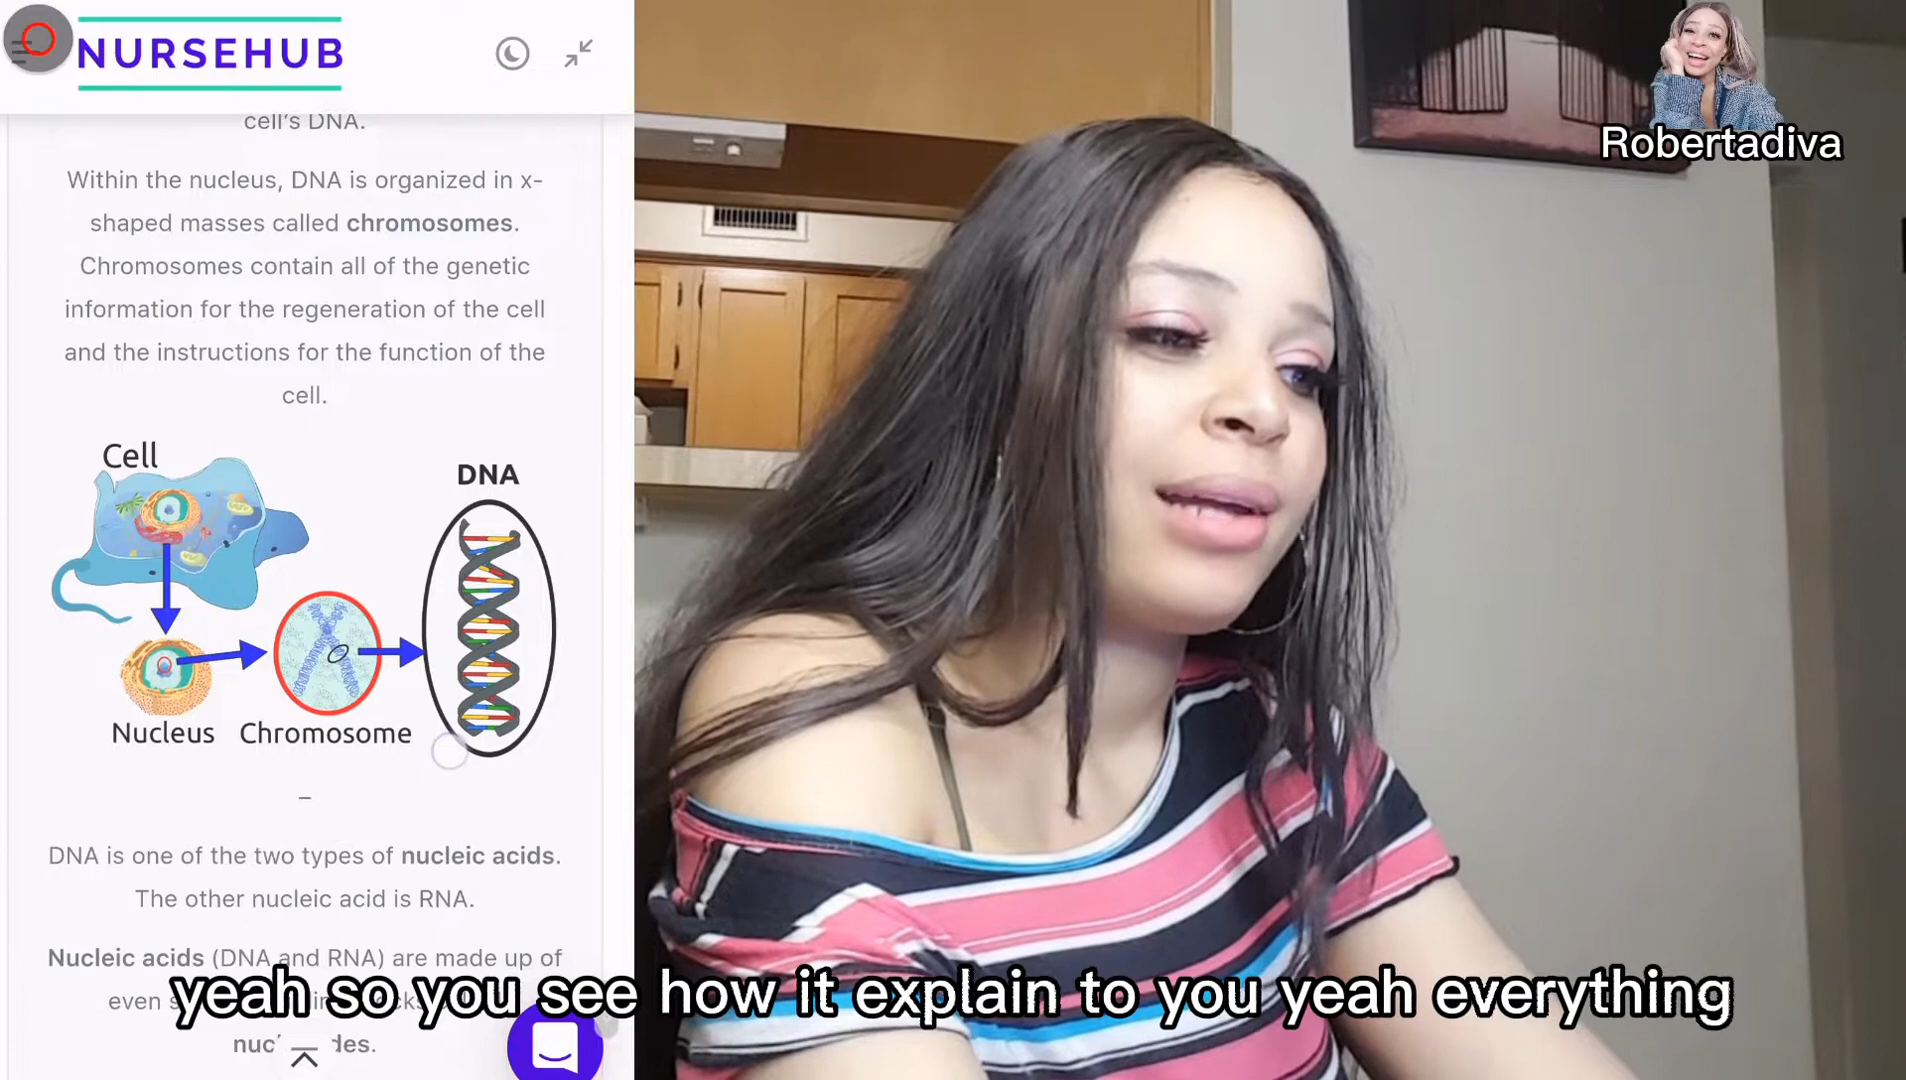 NURSEHUB
cell's DNA.
Within the nucleus, DNA is organized in x-
shaped masses called chromosomes.
Chromosomes contain all of the genetic
information for the regeneration of the cell
and the instructions for the function of the
cell.
Cell
DNA
Nucleus Chromosome
–
DNA is one of the two types of nucleic acids.
The other nucleic acid is RNA.
Nucleic acids (DNA and RNA) are made up of
even
Robertadiva
yeah so you see how it explain to you yeah everything